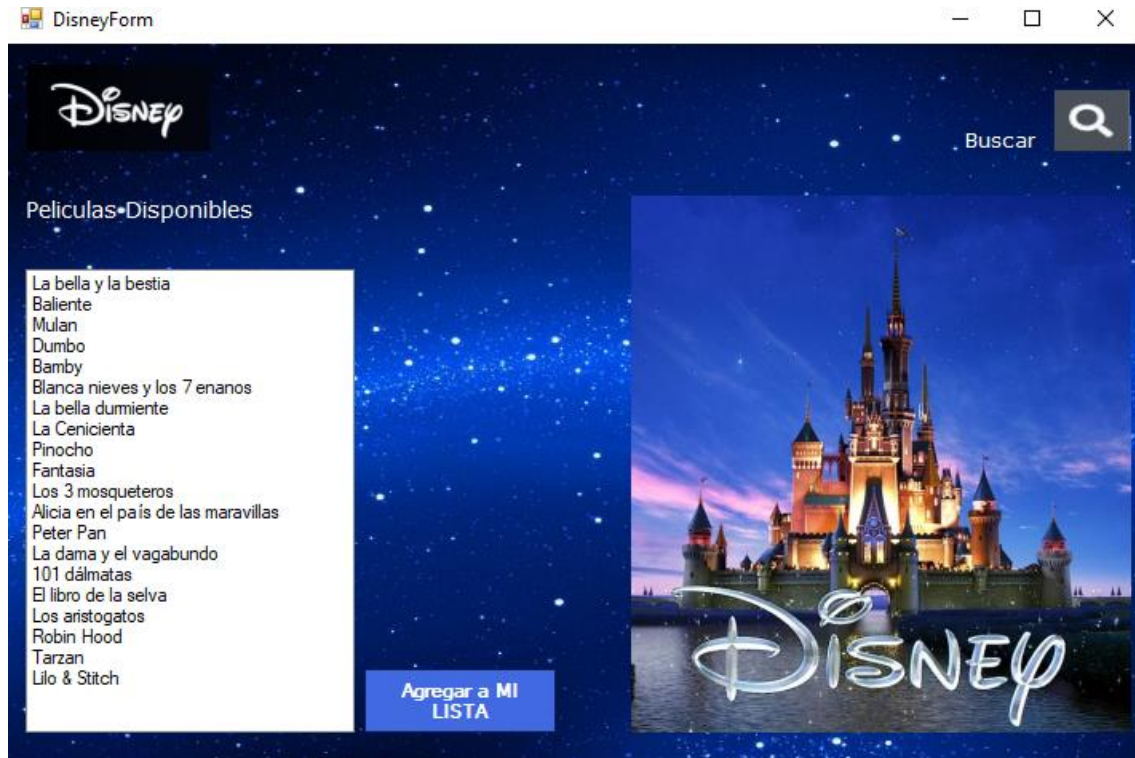 DisneyForm
Disney
Buscar
Peliculas Disponibles
La bella y la bestia
Baliente
Mulan
Dumbo
Bamby
Blanca nieves y los 7 enanos
La bella durmiente
La Cenicienta
Pinocho
Fantasia
Los 3 mosqueteros
Alicia en el país de las maravillas
Peter Pan
La dama y el vagabundo
101 dálmatas
El libro de la selva
Los aristogatos
Robin Hood
Tarzan
Lilo & Stitch
Agregar a MI
LISTA
Disney